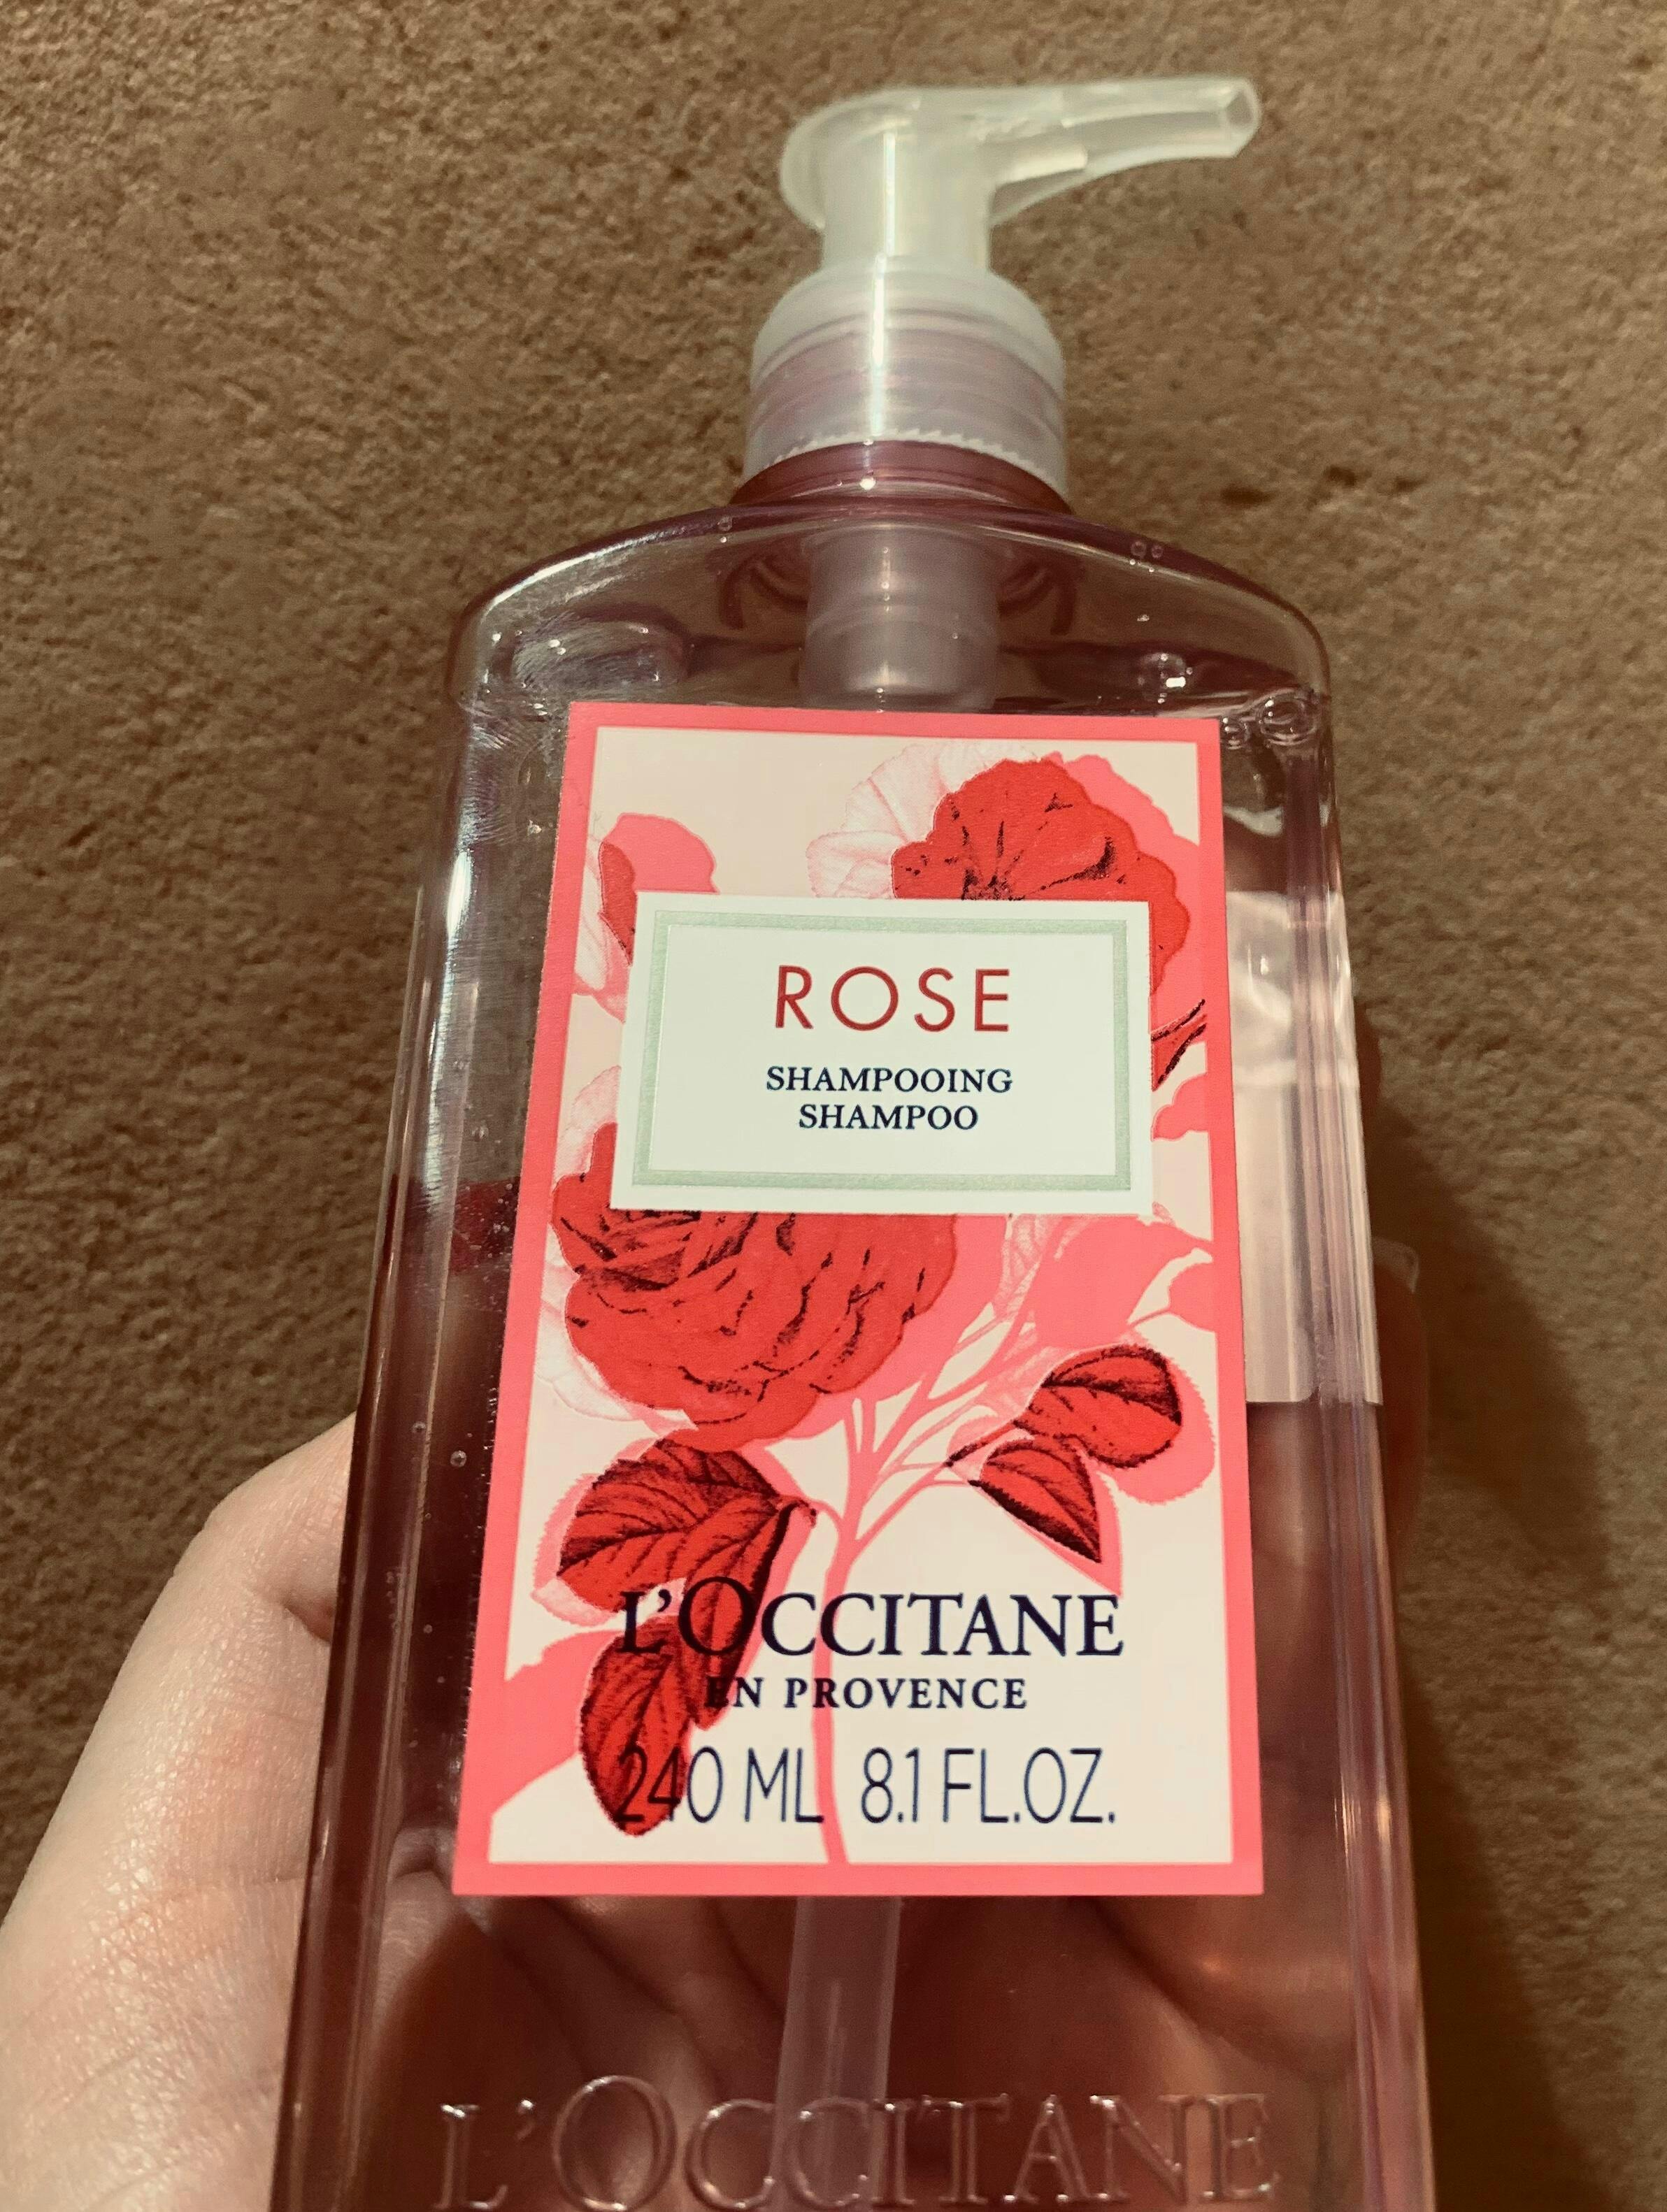 ROSE
SHAMPOOING
SHAMPOO
L'OCCITANE
EN PROVENCE
240 ML 8.1 FL.OZ.
L'OCCITANE